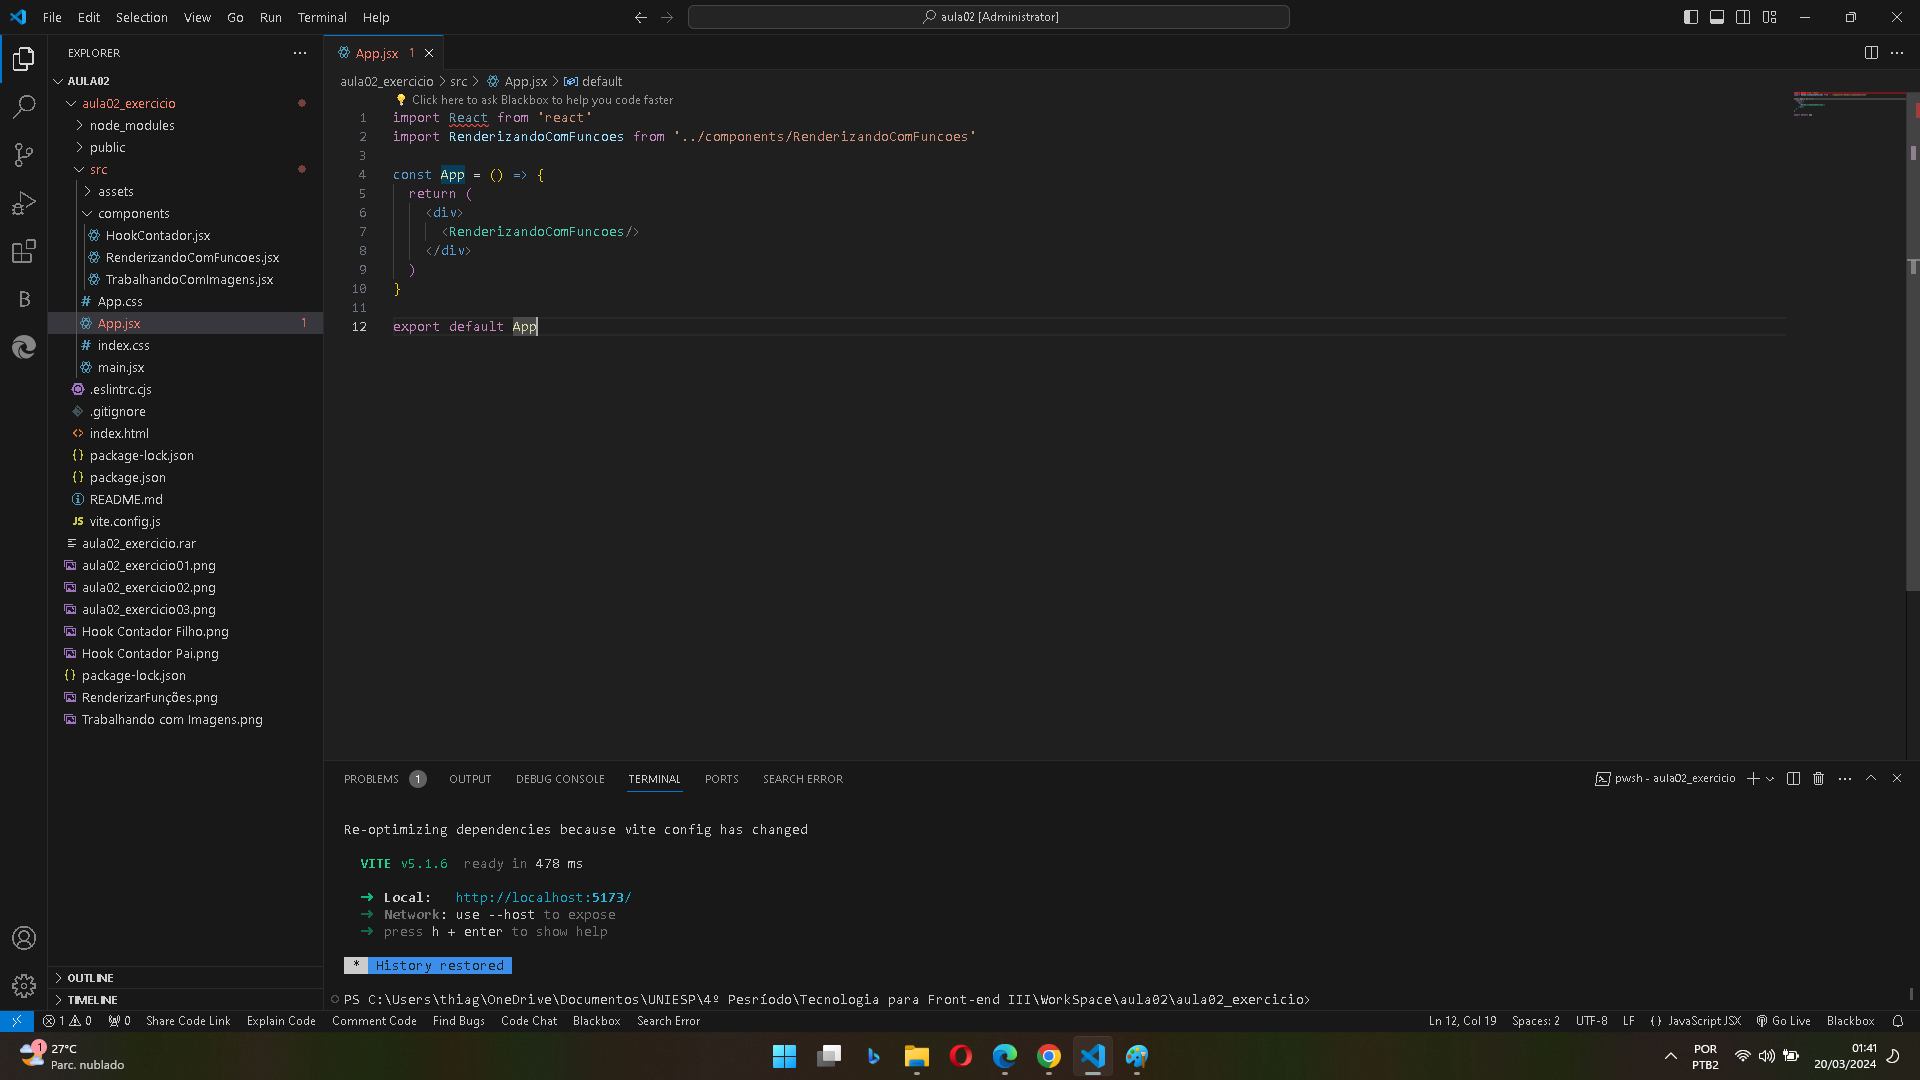 File Edit Selection View Go Run Terminal Help
aula02 [Administrator]
EXPLORER
AULA02
aula02_exercicio
node_modules
public
src
assets
components
HookContador.jsx
RenderizandoComFuncoes.jsx
TrabalhandoComImagens.jsx
# App.css
App.jsx 1
# index.css
main.jsx
.eslintrc.cjs
.gitignore
<> index.html
{} package-lock.json
{} package.json
README.md
JS vite.config.js
aula02_exercicio.rar
aula02_exercicio01.png
aula02_exercicio02.png
aula02_exercicio03.png
Hook Contador Filho.png
Hook Contador Pai.png
{} package-lock.json
RenderizarFunções.png
Trabalhando com Imagens.png
OUTLINE
TIMELINE
App.jsx 1
aula02_exercicio > src > App.jsx > default
Click here to ask Blackbox to help you code faster
1 import React from 'react'
2 import RenderizandoComFuncoes from '../components/RenderizandoComFuncoes'
3
4 const App = () => {
5 return (
6 <div>
7 <RenderizandoComFuncoes/>
8 </div>
9 )
10 }
11
12 export default App
PROBLEMS 1 OUTPUT DEBUG CONSOLE TERMINAL PORTS SEARCH ERROR
pwsh - aula02_exercicio
Re-optimizing dependencies because vite config has changed
VITE v5.1.6 ready in 478 ms
➜ Local: http://localhost:5173/
➜ Network: use --host to expose
➜ press h + enter to show help
* History restored
PS C:\Users\thiag\OneDrive\Documentos\UNIESP\4º Pesríodo\Tecnologia para Front-end III\WorkSpace\aula02\aula02_exercicio>
1 0 0 Share Code Link Explain Code Comment Code Find Bugs Code Chat Blackbox Search Error
Ln 12, Col 19 Spaces: 2 UTF-8 LF {} JavaScript JSX Go Live Blackbox
1
27°C
Parc. nublado
POR
PTB2
01:41
20/03/2024